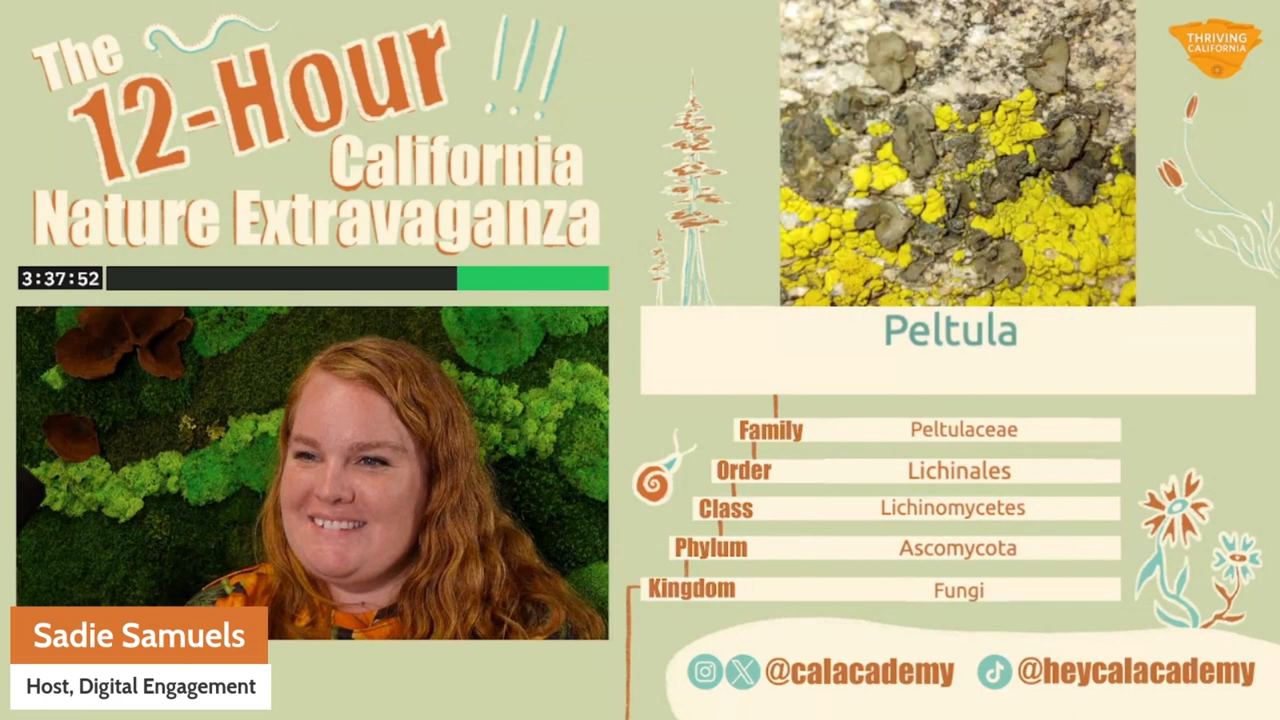 The
12-Hour !!!
California
Nature Extravaganza
3:37:52
Sadie Samuels
Host, Digital Engagement
THRIVING
CALIFORNIA
Peltula
Family Peltulaceae
Order Lichinales
Class Lichinomycetes
Phylum Ascomycota
Kingdom Fungi
@calacademy @heycalacademy